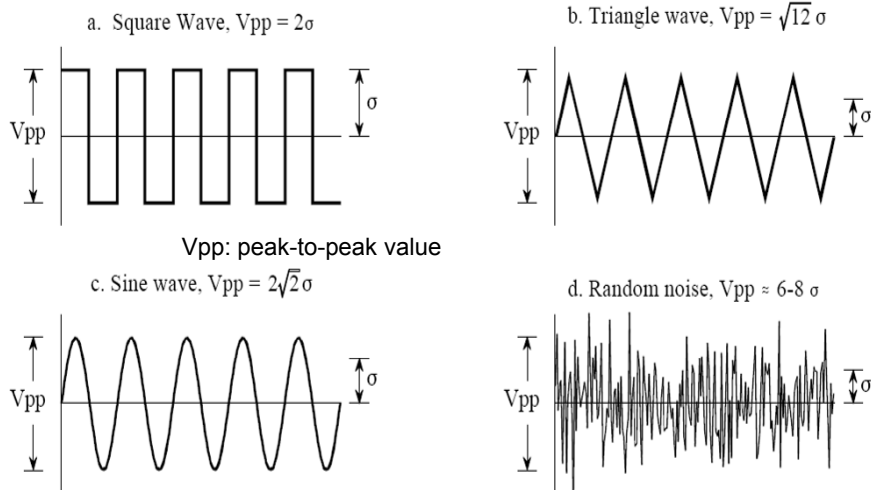 a. Square Wave, Vpp = 2σ
b. Triangle wave, Vpp = √12 σ
Vpp
σ
Vpp
σ
Vpp: peak-to-peak value
c. Sine wave, Vpp = 2√2σ
d. Random noise, Vpp ≈ 6-8 σ
Vpp
σ
Vpp
σ